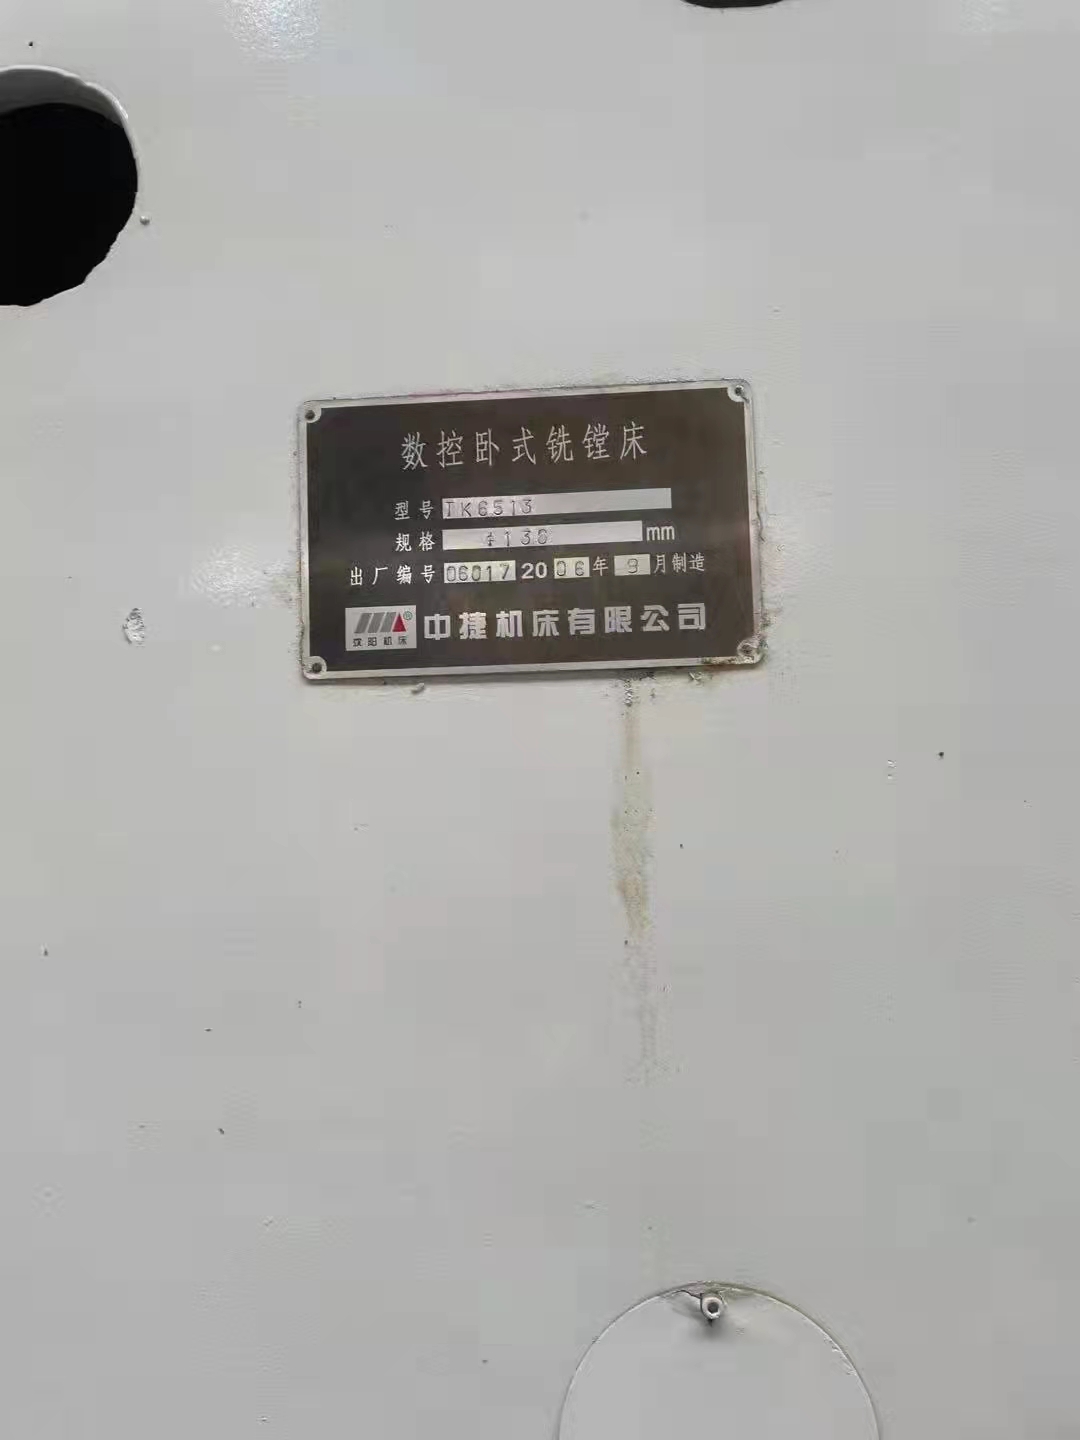 数控卧式铣镗床
型号 TK6513
规格 φ130 mm
出厂编号 06017 2006年 9月制造
沈阳机床® 中捷机床有限公司